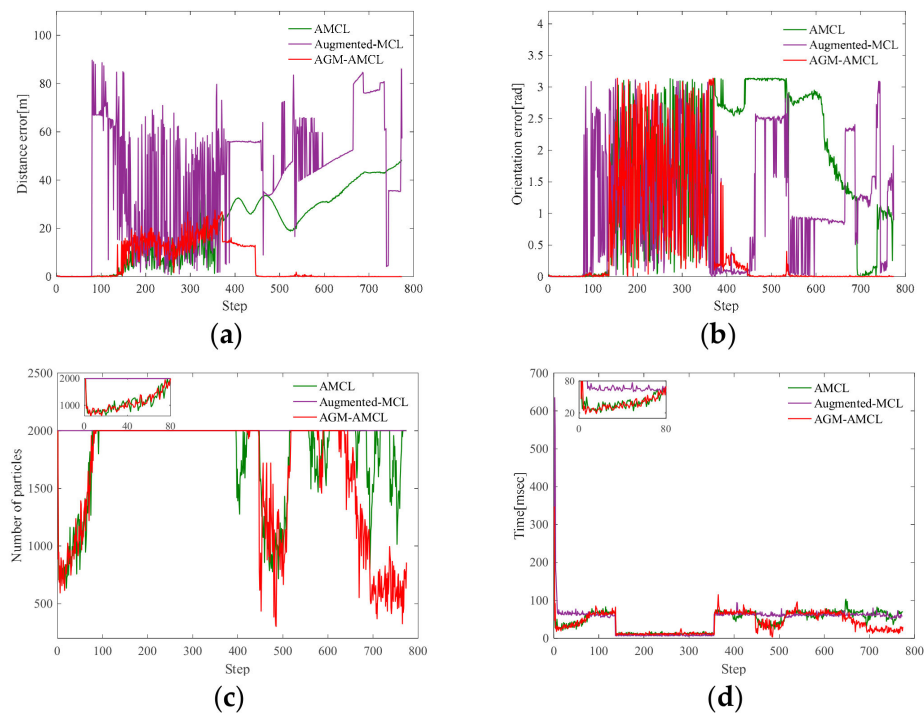 AMCL
Augmented-MCL
AGM-AMCL
Distance error[m]
100
80
60
40
20
0
0 100 200 300 400 500 600 700 800
Step
(a)
AMCL
Augmented-MCL
AGM-AMCL
Orientation error[rad]
4
3.5
3
2.5
2
1.5
1
0.5
0
0 100 200 300 400 500 600 700 800
Step
(b)
AMCL
Augmented-MCL
AGM-AMCL
Number of particles
2500
2000
1500
1000
500
2000
1000
0 40 80
0 100 200 300 400 500 600 700 800
Step
(c)
AMCL
Augmented-MCL
AGM-AMCL
Time[msec]
700
600
500
400
300
200
100
0
80
20
0 80
0 100 200 300 400 500 600 700 800
Step
(d)